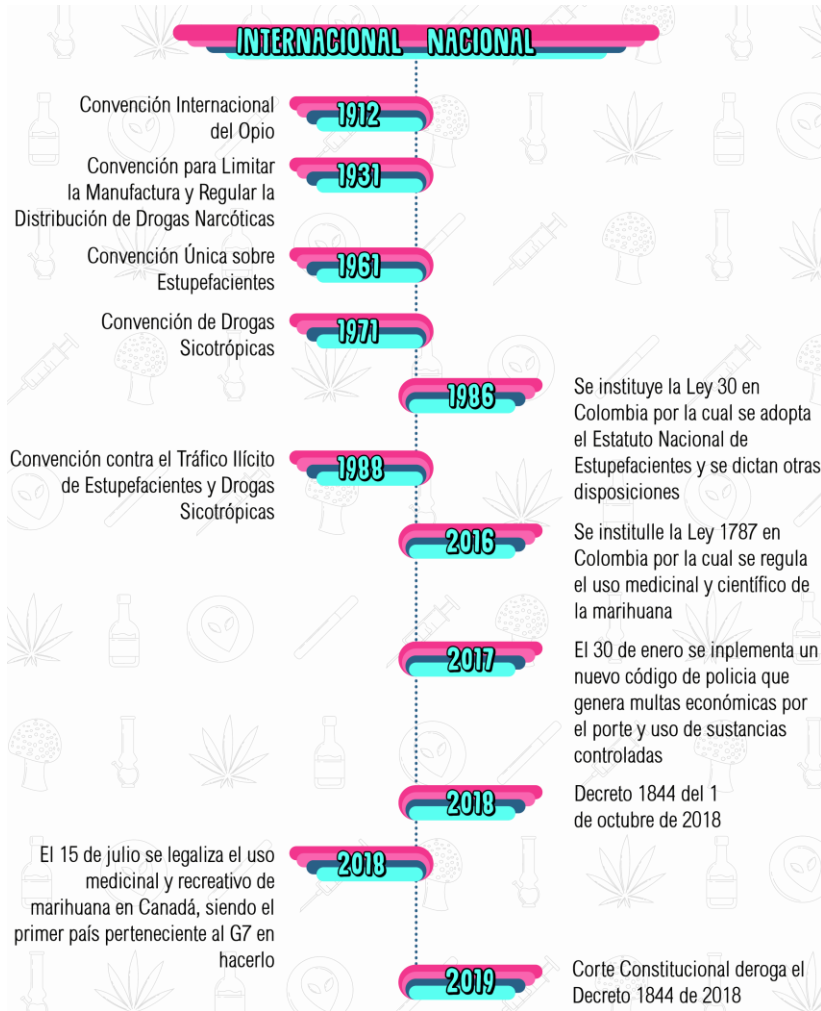 INTERNACIONAL NACIONAL
Convención Internacional
del Opio
1912
Convención para Limitar
la Manufactura y Regular la
Distribución de Drogas Narcóticas
1931
Convención Única sobre
Estupefacientes
1961
Convención de Drogas
Sicotrópicas
1971
1986
Se instituye la Ley 30 en
Colombia por la cual se adopta
el Estatuto Nacional de
Estupefacientes y se dictan otras
disposiciones
Convención contra el Tráfico Ilícito
de Estupefacientes y Drogas
Sicotrópicas
1988
2016
Se institulle la Ley 1787 en
Colombia por la cual se regula
el uso medicinal y científico de
la marihuana
2017
El 30 de enero se inplementa un
nuevo código de policia que
genera multas económicas por
el porte y uso de sustancias
controladas
2018
Decreto 1844 del 1
de octubre de 2018
El 15 de julio se legaliza el uso
medicinal y recreativo de
marihuana en Canadá, siendo el
primer país perteneciente al G7 en
hacerlo
2018
2019
Corte Constitucional deroga el
Decreto 1844 de 2018